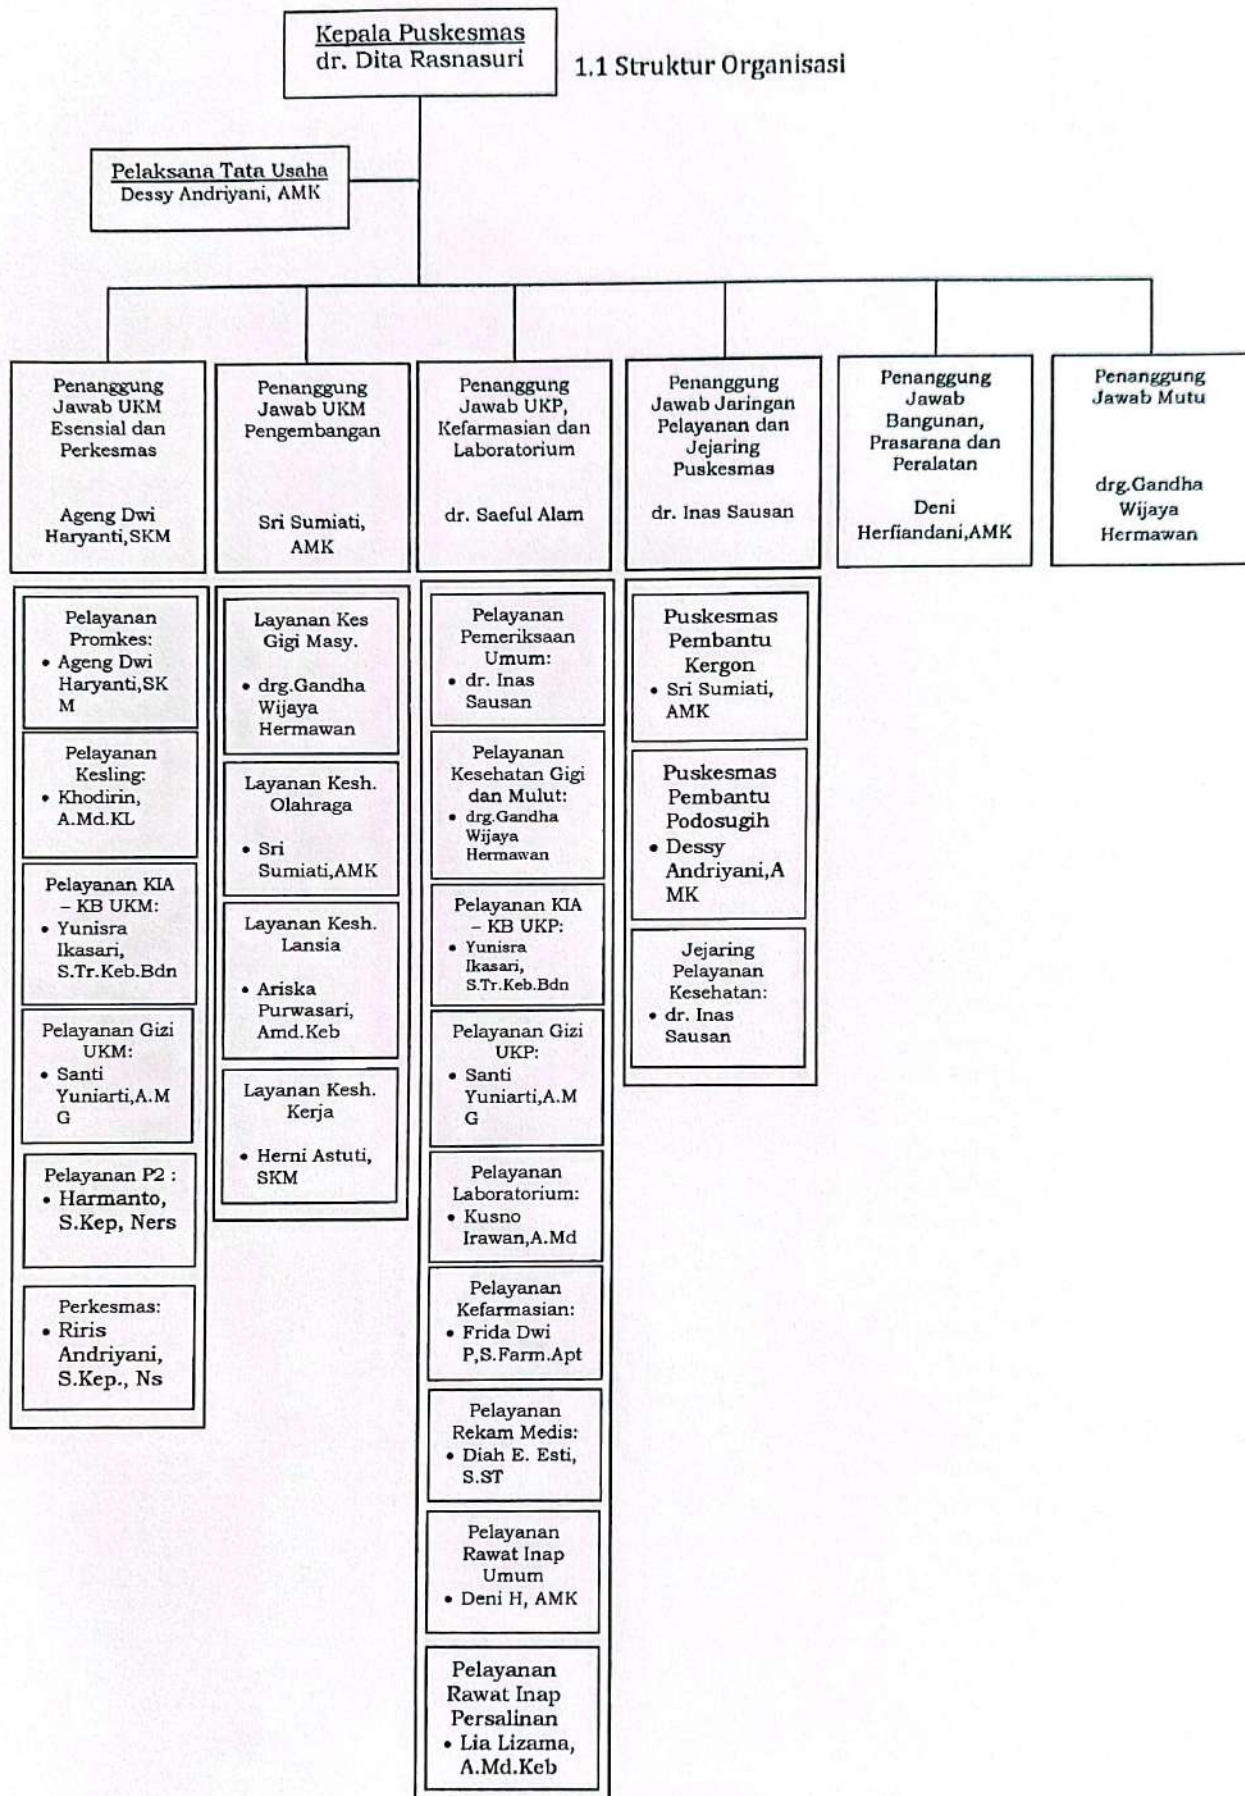 Kepala Puskesmas
dr. Dita Rasnasuri
1.1 Struktur Organisasi
Pelaksana Tata Usaha
Dessy Andriyani, AMK
Penanggung
Jawab UKM
Esensial dan
Perkesmas
Ageng Dwi
Haryanti,SKM
Penanggung
Jawab UKM
Pengembangan
Sri Sumiati,
AMK
Penanggung
Jawab UKP,
Kefarmasian dan
Laboratorium
dr. Saeful Alam
Penanggung
Jawab Jaringan
Pelayanan dan
Jejaring
Puskesmas
dr. Inas Sausan
Penanggung
Jawab
Bangunan,
Prasarana dan
Peralatan
Deni
Herfiandani,AMK
Penanggung
Jawab Mutu
drg.Gandha
Wijaya
Hermawan
Pelayanan
Promkes:
• Ageng Dwi
Haryanti,SK
M
Pelayanan
Kesling:
• Khodirin,
A.Md.KL
Pelayanan KIA
– KB UKM:
• Yunisra
Ikasari,
S.Tr.Keb.Bdn
Pelayanan Gizi
UKM:
• Santi
Yuniarti,A.M
G
Pelayanan P2 :
• Harmanto,
S.Kep, Ners
Perkesmas:
• Riris
Andriyani,
S.Kep., Ns
Layanan Kes
Gigi Masy.
• drg.Gandha
Wijaya
Hermawan
Layanan Kesh.
Olahraga
• Sri
Sumiati,AMK
Layanan Kesh.
Lansia
• Ariska
Purwasari,
Amd.Keb
Layanan Kesh.
Kerja
• Herni Astuti,
SKM
Pelayanan
Pemeriksaan
Umum:
• dr. Inas
Sausan
Pelayanan
Kesehatan Gigi
dan Mulut:
• drg.Gandha
Wijaya
Hermawan
Pelayanan KIA
– KB UKP:
• Yunisra
Ikasari,
S.Tr.Keb.Bdn
Pelayanan Gizi
UKP:
• Santi
Yuniarti,A.M
G
Pelayanan
Laboratorium:
• Kusno
Irawan,A.Md
Pelayanan
Kefarmasian:
• Frida Dwi
P,S.Farm.Apt
Pelayanan
Rekam Medis:
• Diah E. Esti,
S.ST
Pelayanan
Rawat Inap
Umum
• Deni H, AMK
Pelayanan
Rawat Inap
Persalinan
• Lia Lizama,
A.Md.Keb
Puskesmas
Pembantu
Kergon
• Sri Sumiati,
AMK
Puskesmas
Pembantu
Podosugih
• Dessy
Andriyani,A
MK
Jejaring
Pelayanan
Kesehatan:
• dr. Inas
Sausan